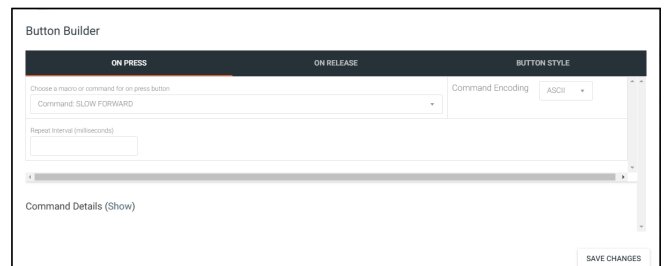 Button Builder
ON PRESS ON RELEASE BUTTON STYLE
Choose a macro or command for on press button
Command: SLOW FORWARD
Command Encoding ASCII
Repeat Interval (milliseconds)
Command Details (Show)
SAVE CHANGES